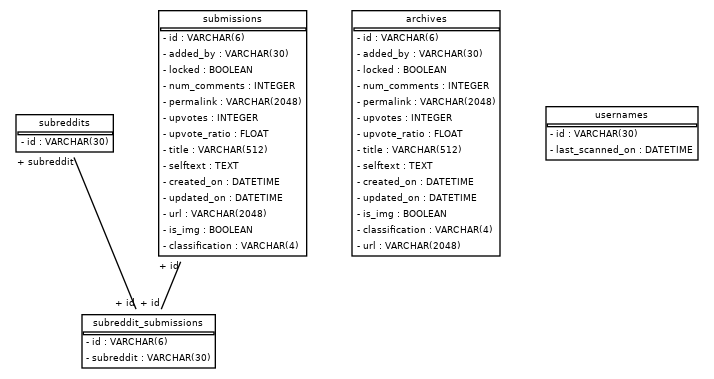 submissions
- id : VARCHAR(6)
- added_by : VARCHAR(30)
- locked : BOOLEAN
- num_comments : INTEGER
- permalink : VARCHAR(2048)
- upvotes : INTEGER
- upvote_ratio : FLOAT
- title : VARCHAR(512)
- selftext : TEXT
- created_on : DATETIME
- updated_on : DATETIME
- url : VARCHAR(2048)
- is_img : BOOLEAN
- classification : VARCHAR(4)
archives
- id : VARCHAR(6)
- added_by : VARCHAR(30)
- locked : BOOLEAN
- num_comments : INTEGER
- permalink : VARCHAR(2048)
- upvotes : INTEGER
- upvote_ratio : FLOAT
- title : VARCHAR(512)
- selftext : TEXT
- created_on : DATETIME
- updated_on : DATETIME
- is_img : BOOLEAN
- classification : VARCHAR(4)
- url : VARCHAR(2048)
usernames
- id : VARCHAR(30)
- last_scanned_on : DATETIME
subreddits
- id : VARCHAR(30)
+ subreddit
+ id
+ id
+ id
subreddit_submissions
- id : VARCHAR(6)
- subreddit : VARCHAR(30)